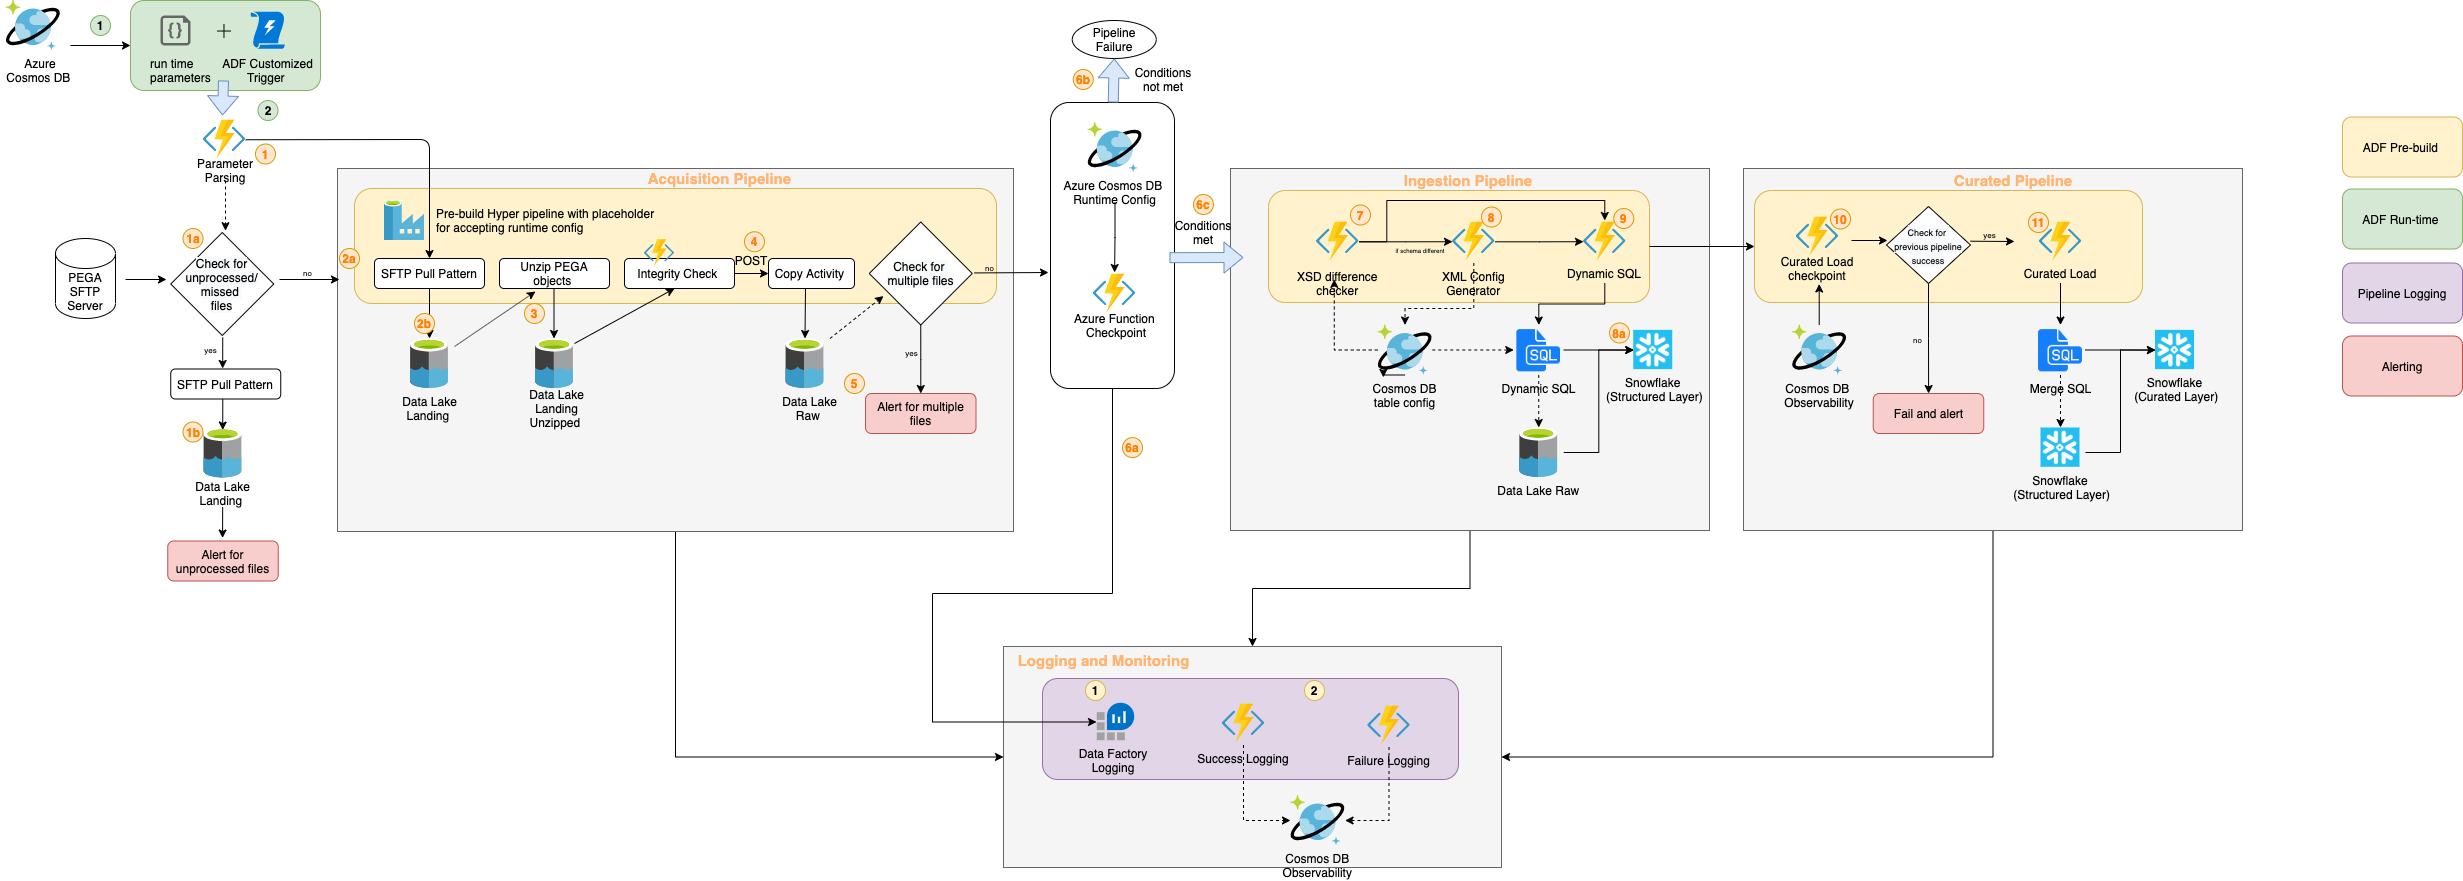 1
Azure
Cosmos DB
{}
+
run time
parameters
ADF Customized
Trigger
2
Parameter
Parsing
1
1a
Check for
unprocessed/
missed
files
PEGA
SFTP
Server
no
yes
SFTP Pull Pattern
1b
Data Lake
Landing
Alert for
unprocessed files
Acquisition Pipeline
Pre-build Hyper pipeline with placeholder
for accepting runtime config
2a
SFTP Pull Pattern
Unzip PEGA
objects
Integrity Check
4
POST
Copy Activity
Check for
multiple files
no
2b
3
Data Lake
Landing
Data Lake
Landing
Unzipped
Data Lake
Raw
yes
5
Alert for multiple
files
Pipeline
Failure
6b
Conditions
not met
Azure Cosmos DB
Runtime Config
Azure Function
Checkpoint
6c
Conditions
met
6a
Ingestion Pipeline
7
8
9
if schema different
XSD difference
checker
XML Config
Generator
Dynamic SQL
Cosmos DB
table config
SQL
Dynamic SQL
8a
Snowflake
(Structured Layer)
Data Lake Raw
Curated Pipeline
10
Curated Load
checkpoint
Check for
previous pipeline
success
yes
11
Curated Load
no
Cosmos DB
Observability
Fail and alert
SQL
Merge SQL
Snowflake
(Curated Layer)
Snowflake
(Structured Layer)
ADF Pre-build
ADF Run-time
Pipeline Logging
Alerting
Logging and Monitoring
1
2
Data Factory
Logging
Success Logging
Failure Logging
Cosmos DB
Observability